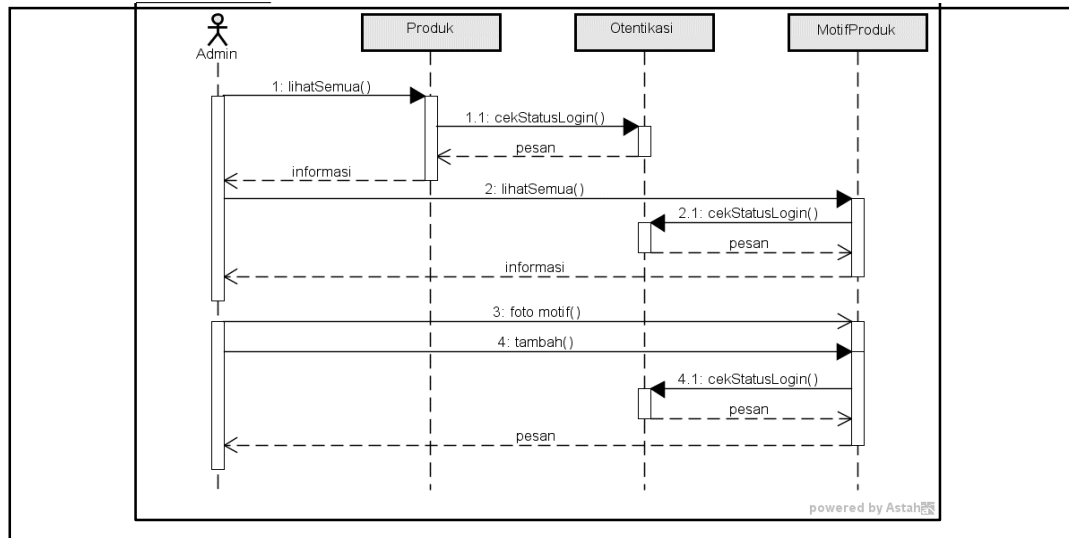 Produk
Otentikasi
MotifProduk
Admin
1: lihatSemua()
1.1: cekStatusLogin()
pesan
informasi
2: lihatSemua()
2.1: cekStatusLogin()
pesan
informasi
3: foto motif()
4: tambah()
4.1: cekStatusLogin()
pesan
pesan
powered by Astah